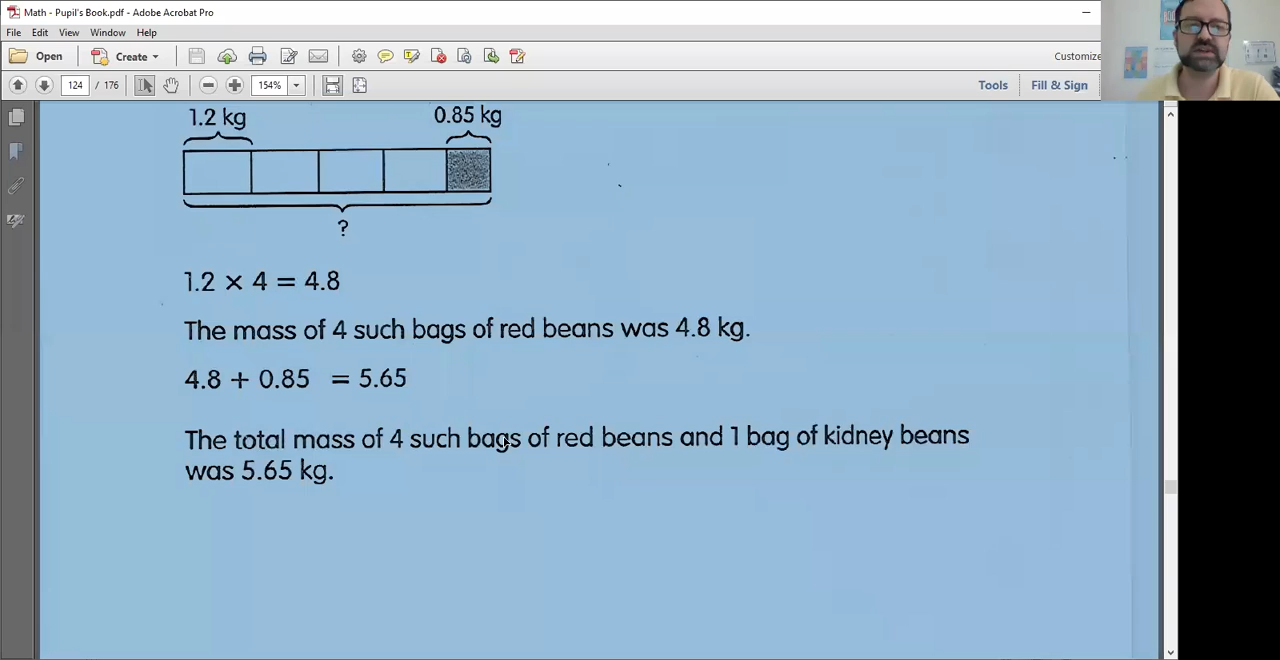 Math - Pupil's Book.pdf - Adobe Acrobat Pro
File Edit View Window Help
Open Create Customize
124 / 176 154% Tools Fill & Sign
1.2 kg 0.85 kg
?
1.2 × 4 = 4.8
The mass of 4 such bags of red beans was 4.8 kg.
4.8 + 0.85 = 5.65
The total mass of 4 such bags of red beans and 1 bag of kidney beans
was 5.65 kg.